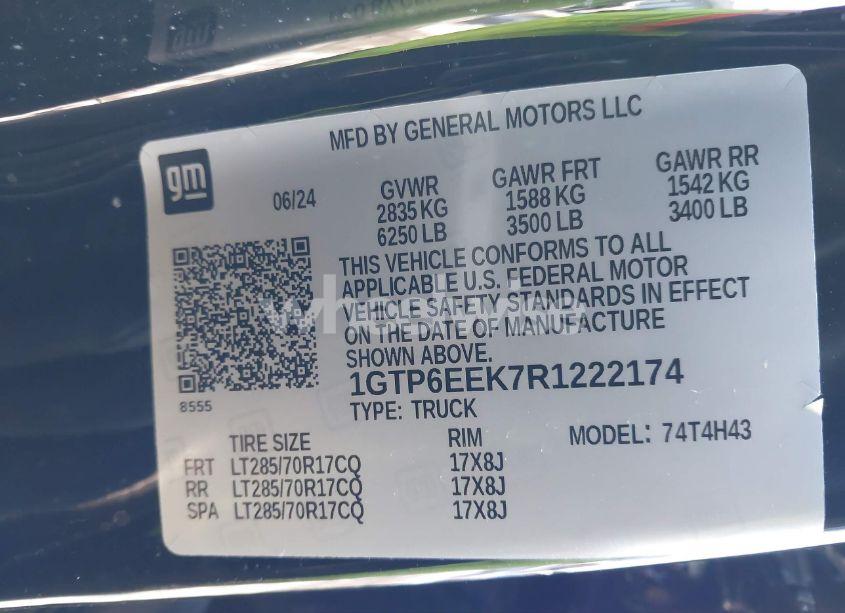 MFD BY GENERAL MOTORS LLC
gm
06/24
GVWR
2835 KG
6250 LB
GAWR FRT
1588 KG
3500 LB
GAWR RR
1542 KG
3400 LB
THIS VEHICLE CONFORMS TO ALL
APPLICABLE U.S. FEDERAL MOTOR
VEHICLE SAFETY STANDARDS IN EFFECT
ON THE DATE OF MANUFACTURE
SHOWN ABOVE.
1GTP6EEK7R1222174
8555
TYPE: TRUCK
TIRE SIZE RIM MODEL: 74T4H43
FRT LT285/70R17CQ 17X8J
RR LT285/70R17CQ 17X8J
SPA LT285/70R17CQ 17X8J